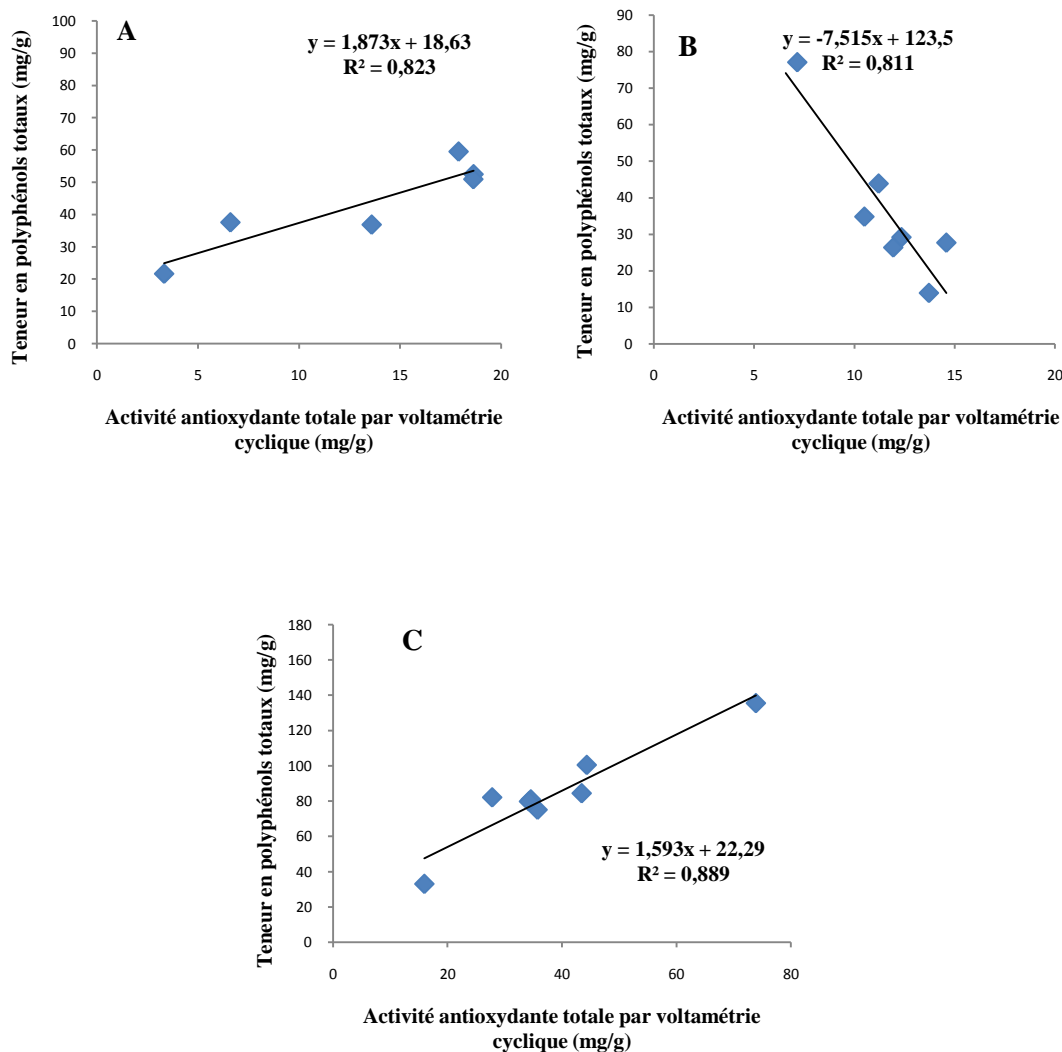 A
y = 1,873x + 18,63
R² = 0,823
Teneur en polyphénols totaux (mg/g)
100
90
80
70
60
50
40
30
20
10
0
0 5 10 15 20
Activité antioxydante totale par voltamétrie
cyclique (mg/g)
B
y = -7,515x + 123,5
R² = 0,811
Teneur en polyphénols totaux (mg/g)
90
80
70
60
50
40
30
20
10
0
0 5 10 15 20
Activité antioxydante totale par voltamétrie
cyclique (mg/g)
C
Teneur en polyphénols totaux (mg/g)
180
160
140
120
100
80
60
40
20
0
y = 1,593x + 22,29
R² = 0,889
0 20 40 60 80
Activité antioxydante totale par voltamétrie
cyclique (mg/g)